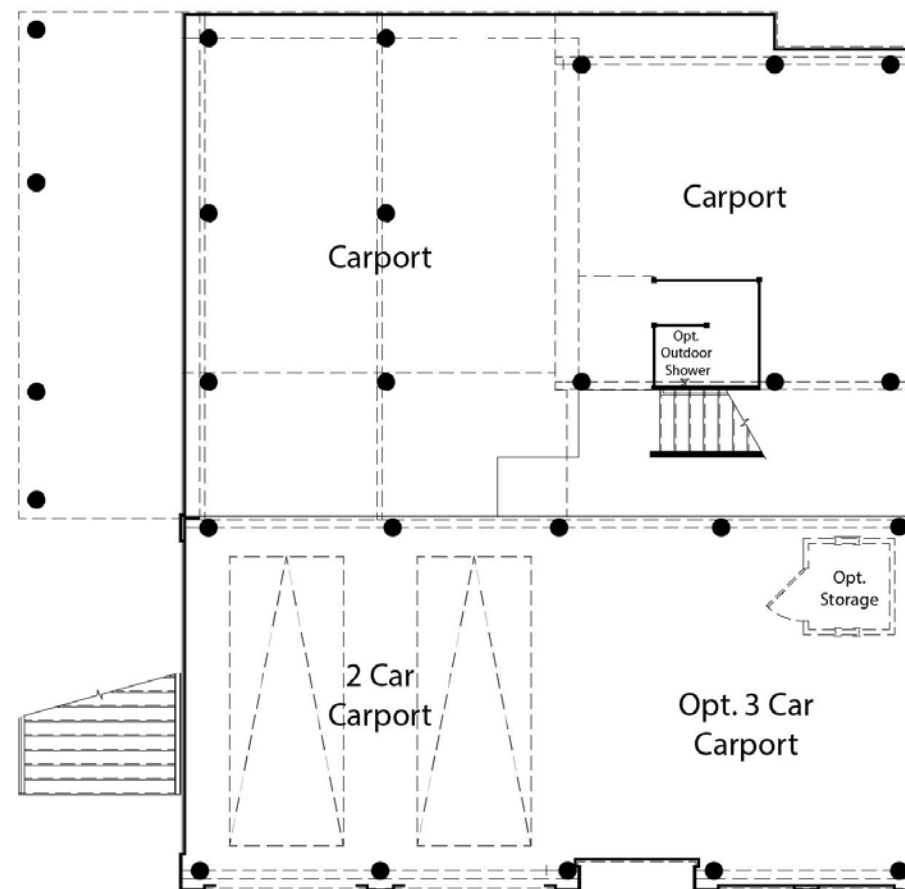 Carport
Carport
Opt.
Outdoor
Shower
Opt.
Storage
2 Car
Carport
Opt. 3 Car
Carport